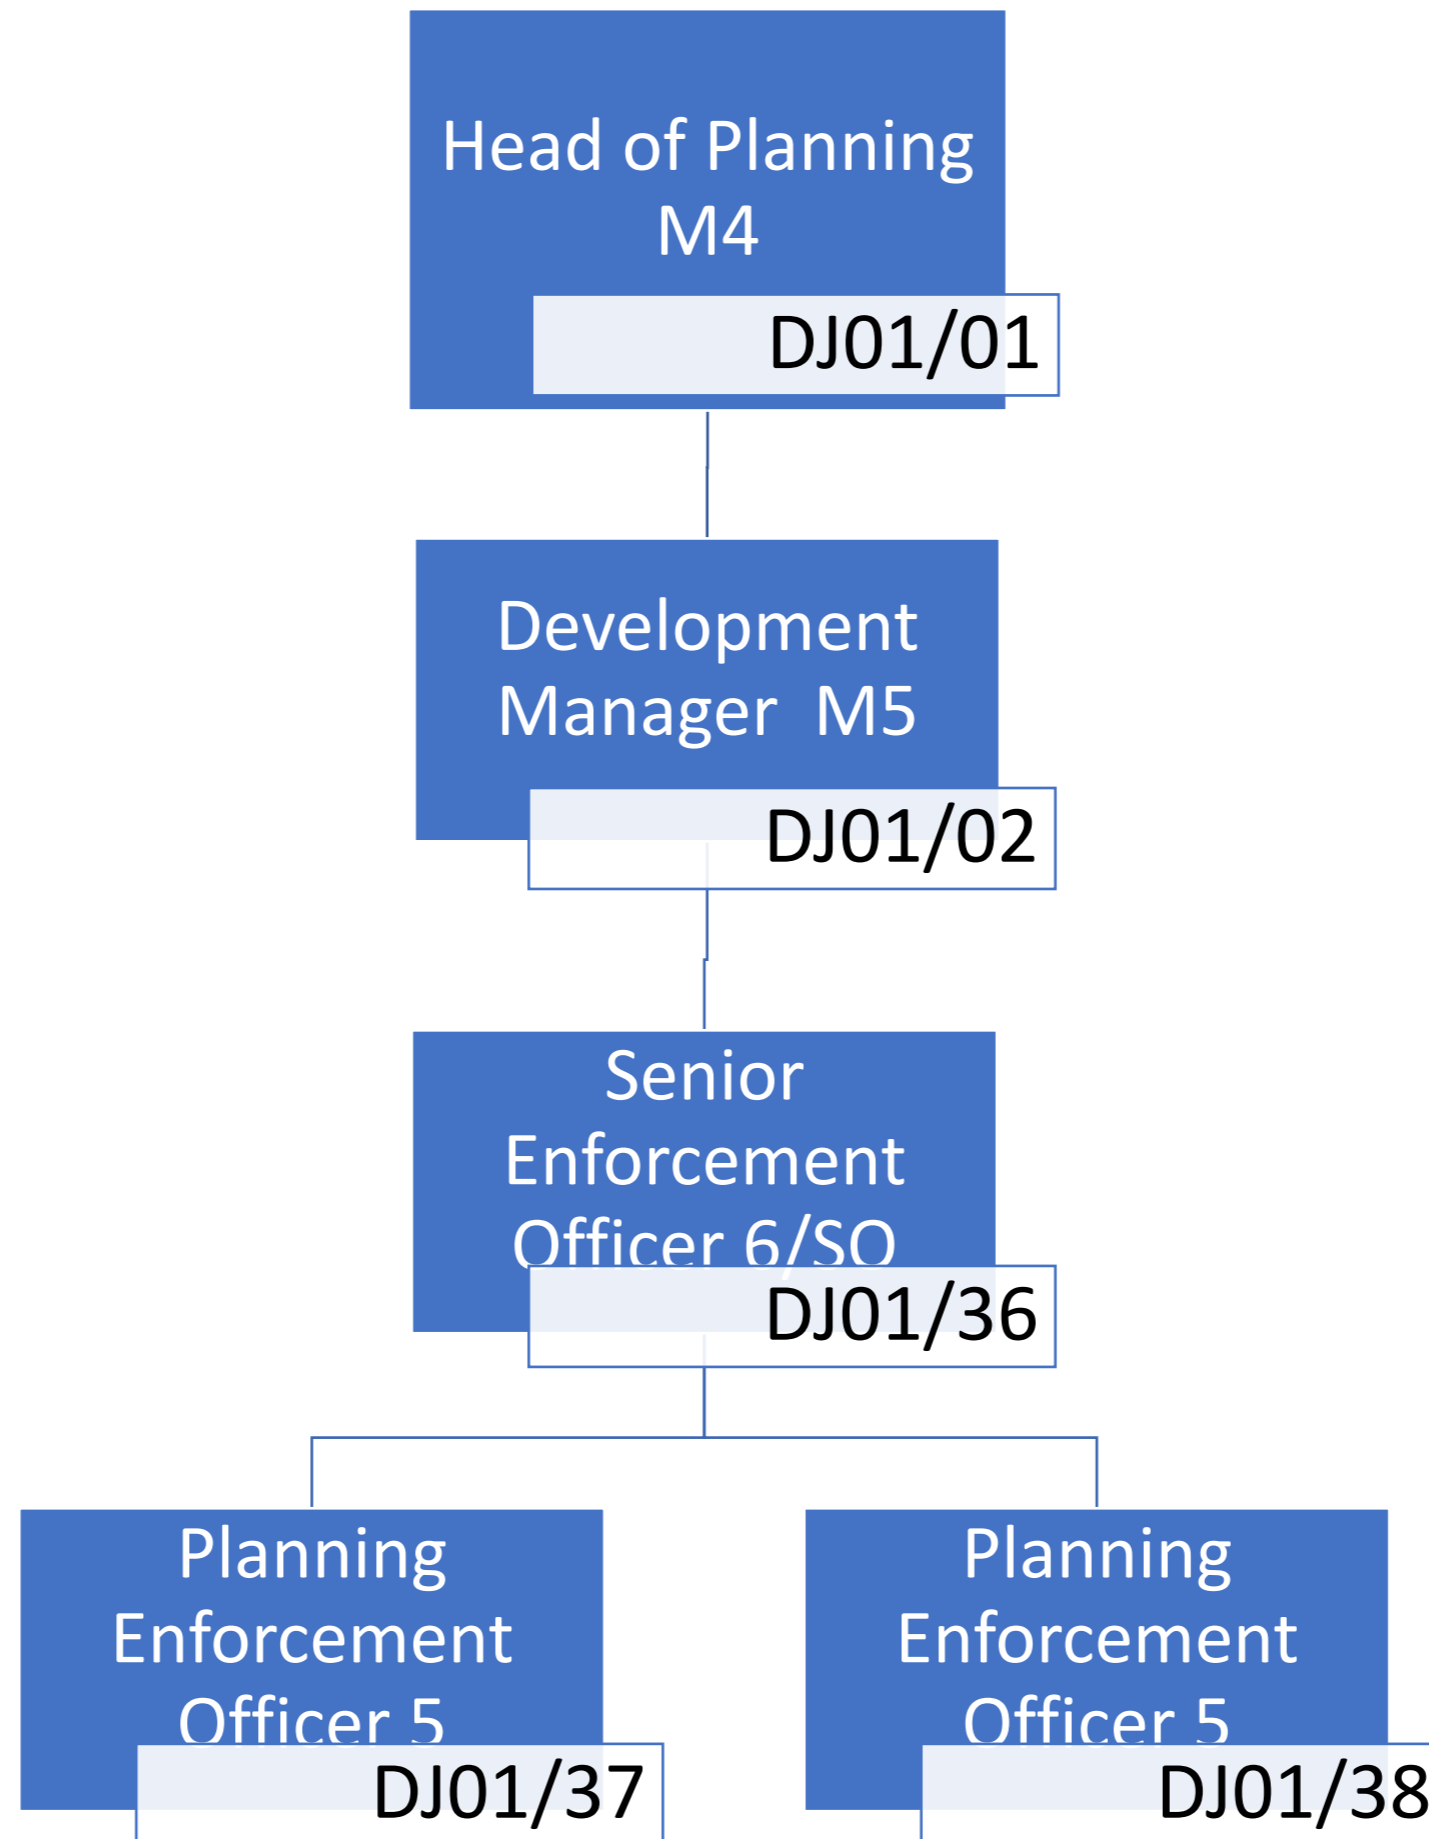 Head of Planning
M4
DJ01/01
Development
Manager  M5
DJ01/02
Senior
Enforcement
Officer 6/SO
DJ01/36
Planning
Enforcement
Officer 5
DJ01/37
Planning
Enforcement
Officer 5
DJ01/38